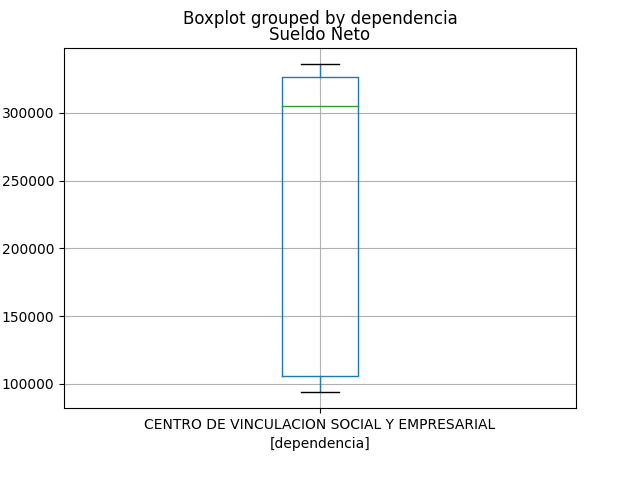 Boxplot grouped by dependencia
Sueldo Neto
300000
250000
200000
150000
100000
CENTRO DE VINCULACION SOCIAL Y EMPRESARIAL
[dependencia]